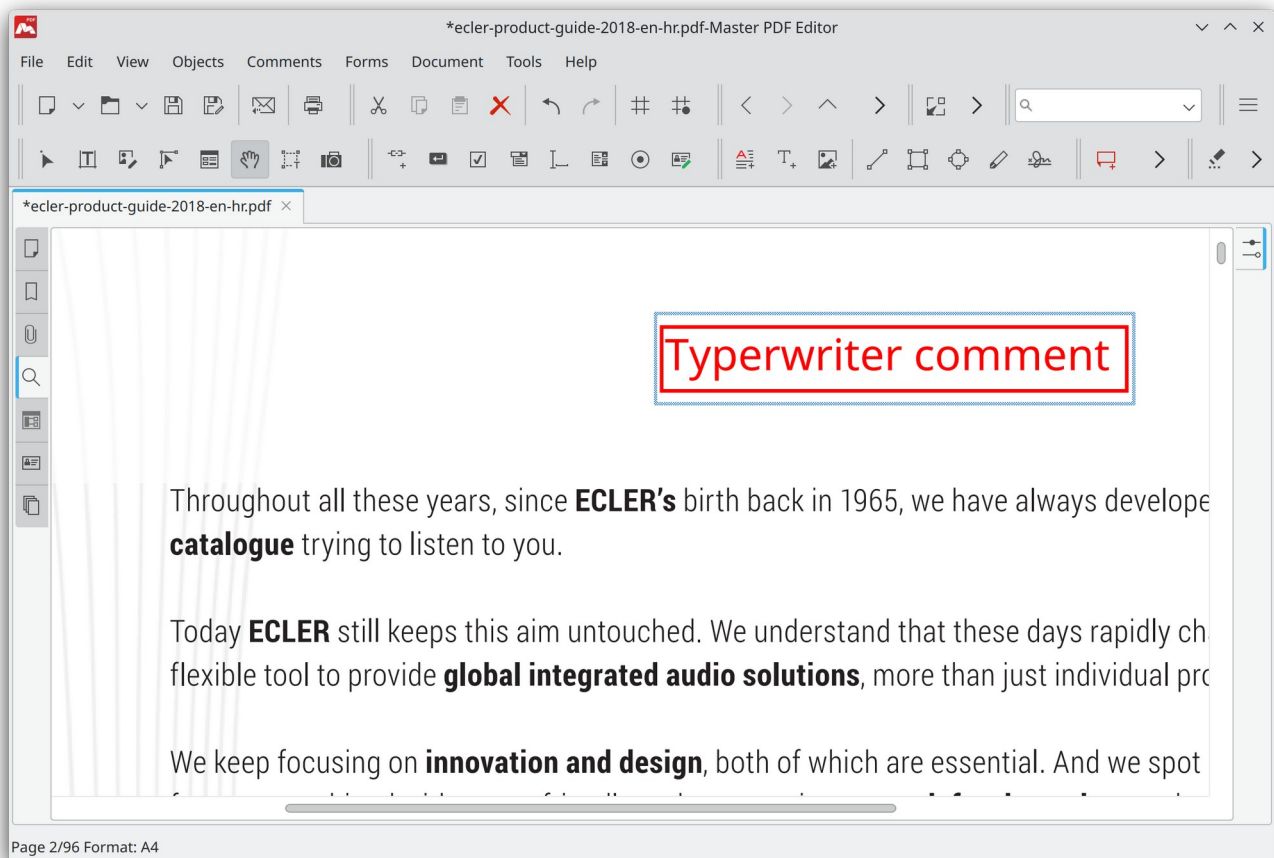 *ecler-product-guide-2018-en-hr.pdf-Master PDF Editor
File Edit View Objects Comments Forms Document Tools Help
*ecler-product-guide-2018-en-hr.pdf
Typerwriter comment
Throughout all these years, since ECLER’s birth back in 1965, we have always develope
catalogue trying to listen to you.
Today ECLER still keeps this aim untouched. We understand that these days rapidly ch
flexible tool to provide global integrated audio solutions, more than just individual pro
We keep focusing on innovation and design, both of which are essential. And we spot
Page 2/96 Format: A4